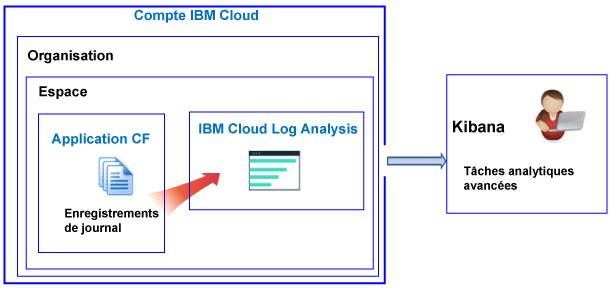 Compte IBM Cloud
Organisation
Espace
Application CF
Enregistrements
de journal
IBM Cloud Log Analysis
Kibana
Tâches analytiques
avancées